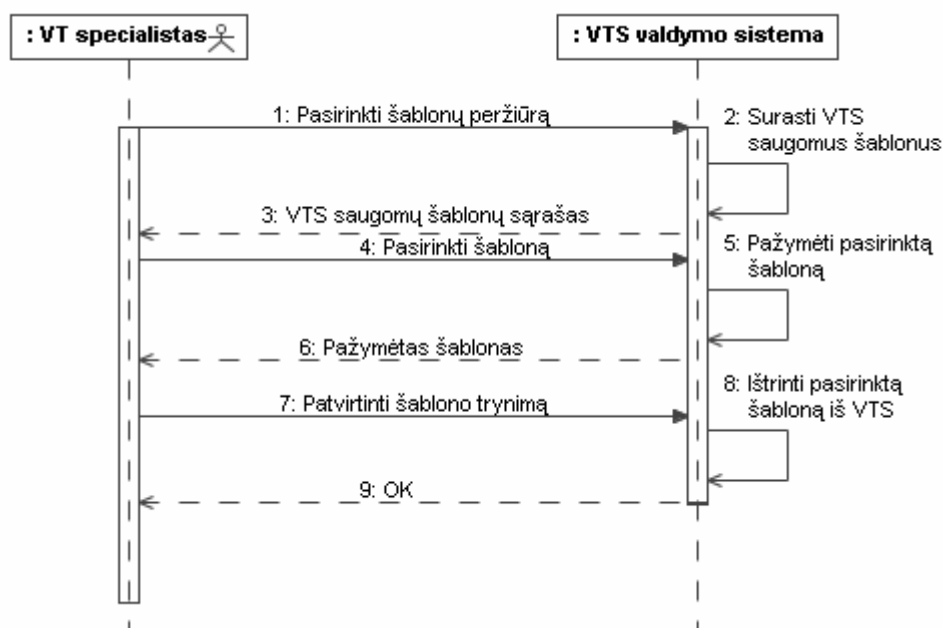 : VT specialistas
: VTS valdymo sistema
1: Pasirinkti šablonų peržiūrą
2: Surasti VTS
saugomus šablonus
3: VTS saugomų šablonų sąrašas
4: Pasirinkti šabloną
5: Pažymėti pasirinktą
šabloną
6: Pažymėtas šablonas
7: Patvirtinti šablono trynimą
8: Ištrinti pasirinktą
šabloną iš VTS
9: OK